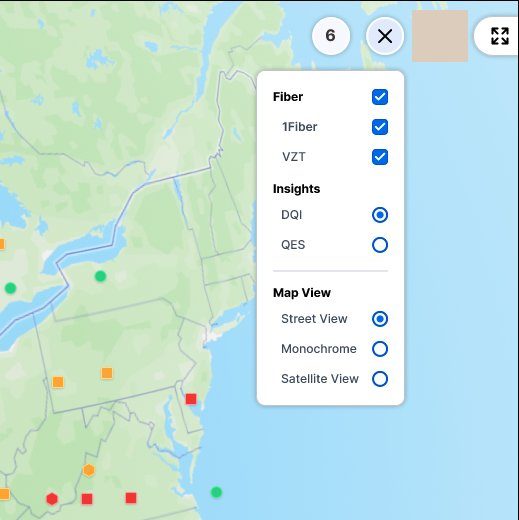 6
Fiber
1Fiber
VZT
Insights
DQI
QES
Map View
Street View
Monochrome
Satellite View